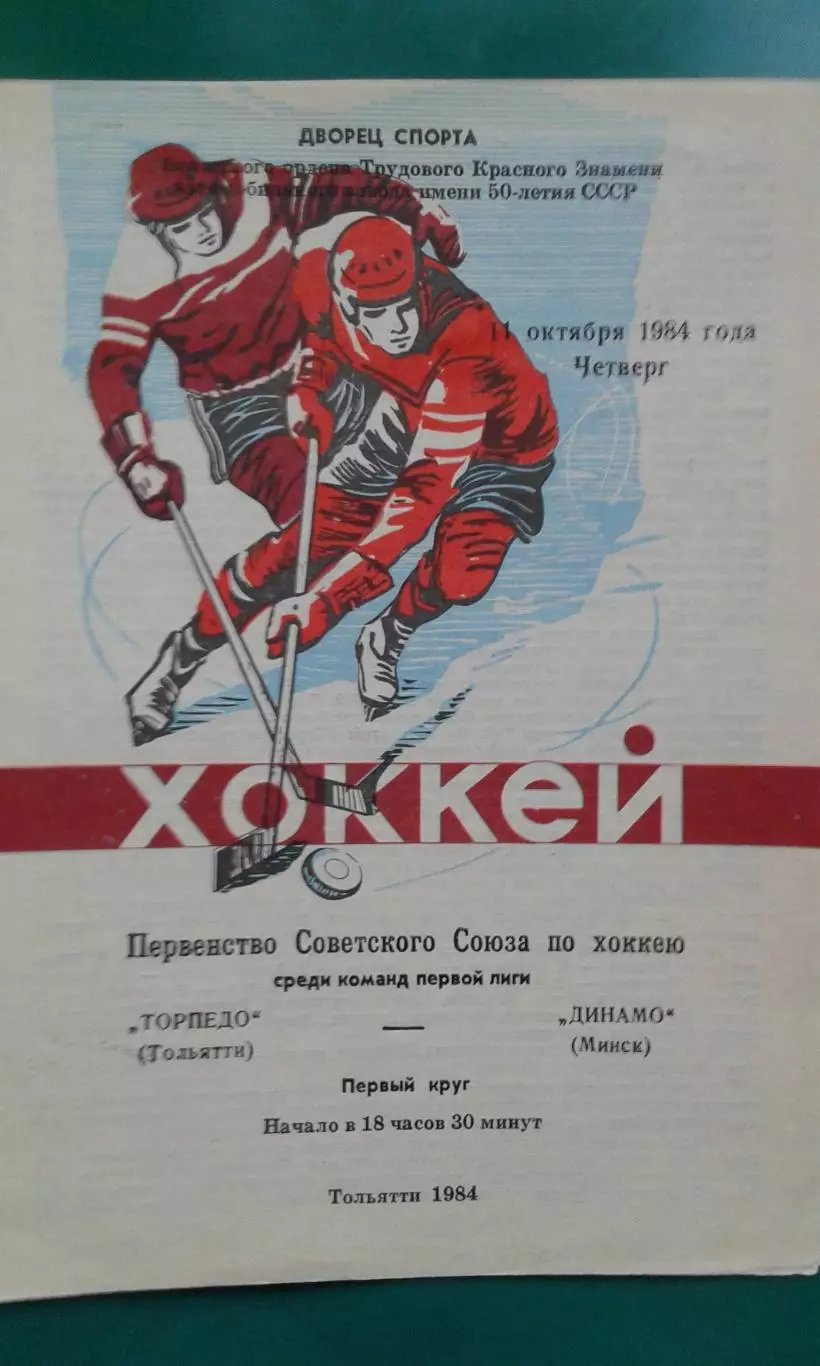 ДВОРЕЦ СПОРТА
ордена Трудового Красного Знамени
завода имени 50-летия СССР
11 октября 1984 года
Четверг
хоккей
Первенство Советского Союза по хоккею
среди команд первой лиги
„ТОРПЕДО“ — „ДИНАМО“
(Тольятти) (Минск)
Первый круг
Начало в 18 часов 30 минут
Тольятти 1984